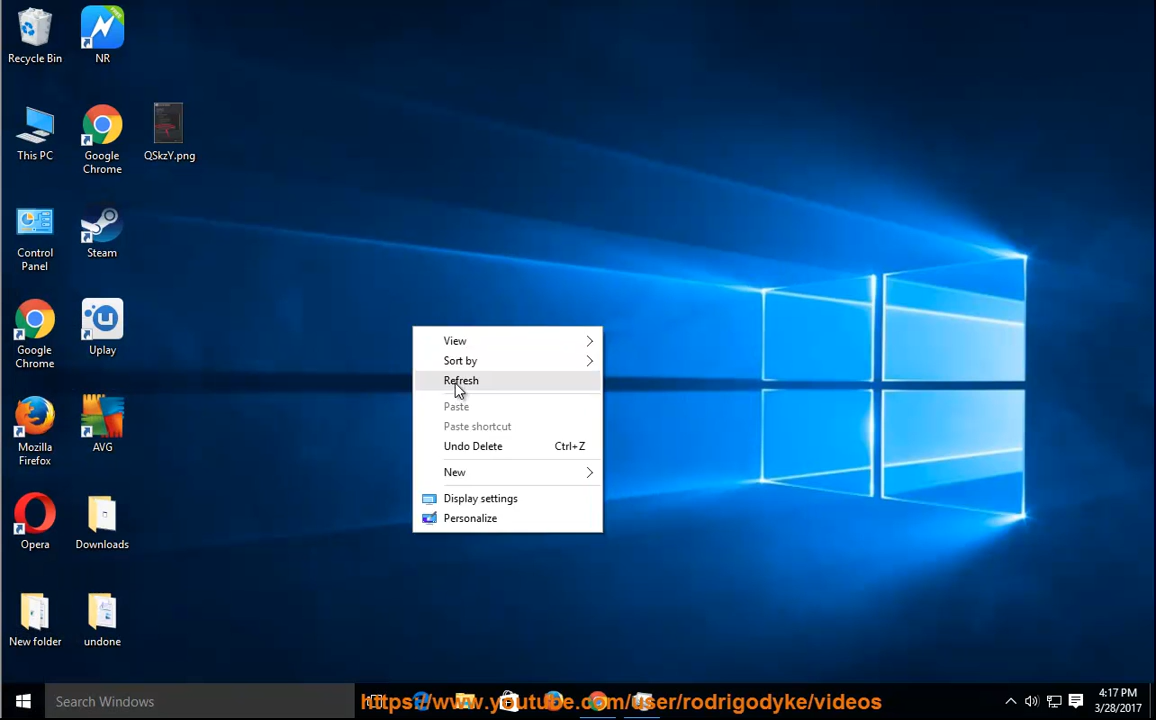 Recycle Bin
NR
FREE
This PC
Google
Chrome
QSkzY.png
Control
Panel
Steam
Google
Chrome
Uplay
Mozilla
Firefox
AVG
Opera
Downloads
New folder
undone
View
Sort by
Refresh
Paste
Paste shortcut
Undo Delete Ctrl+Z
New
Display settings
Personalize
Search Windows
https://www.youtube.com/user/rodrigodyke/videos
4:17 PM
3/28/2017